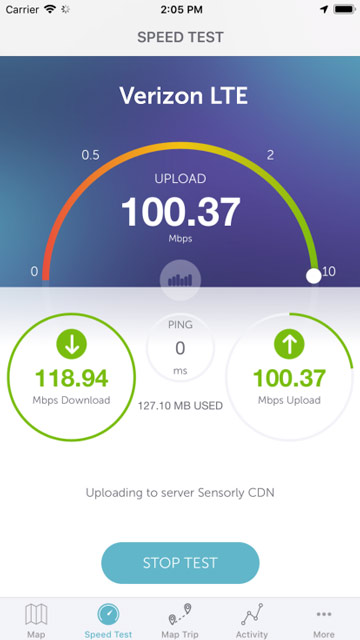 Carrier 2:05 PM
SPEED TEST
Verizon LTE
0.5 2
UPLOAD
100.37
Mbps
0 10
PING
0
ms
118.94
Mbps Download
100.37
Mbps Upload
127.10 MB USED
Uploading to server Sensorly CDN
STOP TEST
Map Speed Test Map Trip Activity More